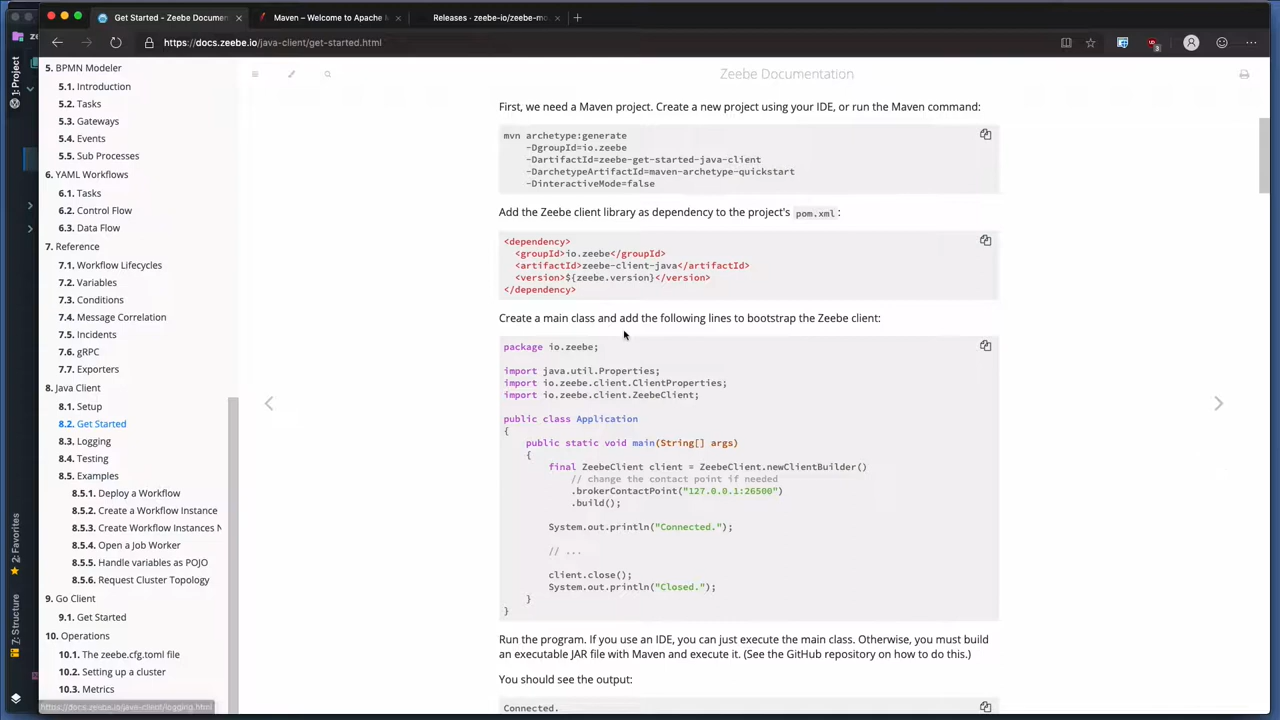 Get Started - Zeebe Documen
Maven – Welcome to Apache
Releases · zeebe-io/zeebe-mo
https://docs.zeebe.io/java-client/get-started.html
1: Project
2: Favorites
7: Structure
5. BPMN Modeler
5.1. Introduction
5.2. Tasks
5.3. Gateways
5.4. Events
5.5. Sub Processes
6. YAML Workflows
6.1. Tasks
6.2. Control Flow
6.3. Data Flow
7. Reference
7.1. Workflow Lifecycles
7.2. Variables
7.3. Conditions
7.4. Message Correlation
7.5. Incidents
7.6. gRPC
7.7. Exporters
8. Java Client
8.1. Setup
8.2. Get Started
8.3. Logging
8.4. Testing
8.5. Examples
8.5.1. Deploy a Workflow
8.5.2. Create a Workflow Instance
8.5.3. Create Workflow Instances N
8.5.4. Open a Job Worker
8.5.5. Handle variables as POJO
8.5.6. Request Cluster Topology
9. Go Client
9.1. Get Started
10. Operations
10.1. The zeebe.cfg.toml file
10.2. Setting up a cluster
10.3. Metrics
https://docs.zeebe.io/java-client/logging.html
Zeebe Documentation
First, we need a Maven project. Create a new project using your IDE, or run the Maven command:
mvn archetype:generate
-DgroupId=io.zeebe
-DartifactId=zeebe-get-started-java-client
-DarchetypeArtifactId=maven-archetype-quickstart
-DinteractiveMode=false
Add the Zeebe client library as dependency to the project's pom.xml:
<dependency>
<groupId>io.zeebe</groupId>
<artifactId>zeebe-client-java</artifactId>
<version>${zeebe.version}</version>
</dependency>
Create a main class and add the following lines to bootstrap the Zeebe client:
package io.zeebe;
import java.util.Properties;
import io.zeebe.client.ClientProperties;
import io.zeebe.client.ZeebeClient;
public class Application
{
public static void main(String[] args)
{
final ZeebeClient client = ZeebeClient.newClientBuilder()
// change the contact point if needed
.brokerContactPoint("127.0.0.1:26500")
.build();
System.out.println("Connected.");
// ...
client.close();
System.out.println("Closed.");
}
}
Run the program. If you use an IDE, you can just execute the main class. Otherwise, you must build
an executable JAR file with Maven and execute it. (See the GitHub repository on how to do this.)
You should see the output:
Connected.